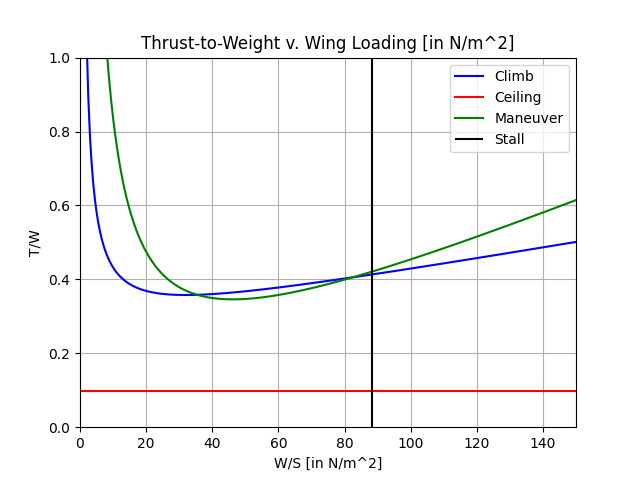 Thrust-to-Weight v. Wing Loading [in N/m^2]
1.0
0.8
0.6
0.4
0.2
0.0
T/W
Climb
Ceiling
Maneuver
Stall
0 20 40 60 80 100 120 140
W/S [in N/m^2]